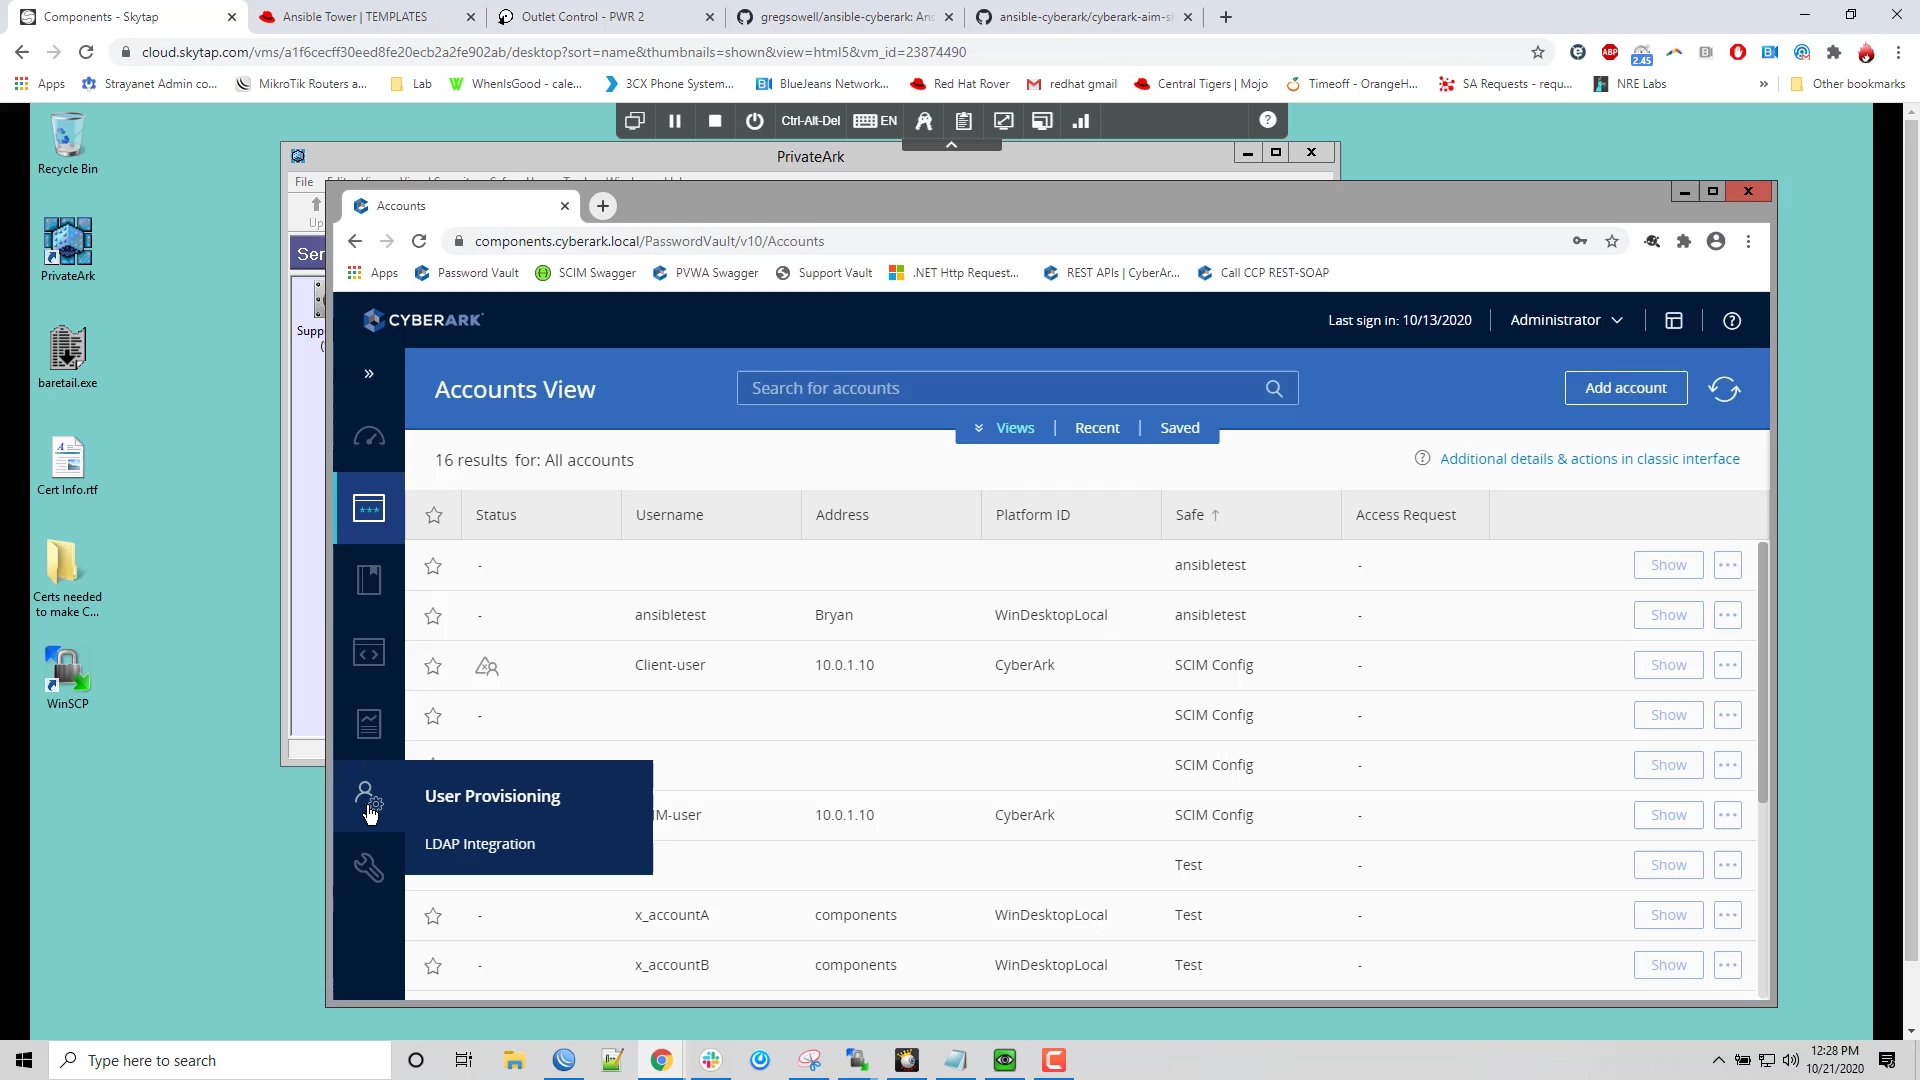 Components - Skytap
Ansible Tower | TEMPLATES
Outlet Control - PWR 2
gregsowell/ansible-cyberark: Ans
ansible-cyberark/cyberark-aim-s
cloud.skytap.com/vms/a1f6cecff30eed8fe20ecb2a2fe902ab/desktop?sort=name&thumbnails=shown&view=html5&vm_id=23874490
ABP
2.45
Apps
Strayanet Admin co...
MikroTik Routers a...
Lab
WhenIsGood - cale...
3CX Phone System...
BlueJeans Network...
Red Hat Rover
redhat gmail
Central Tigers | Mojo
Timeoff - OrangeH...
SA Requests - requ...
NRE Labs
Other bookmarks
Ctrl-Alt-Del
EN
Recycle Bin
PrivateArk
baretail.exe
Cert Info.rtf
Certs needed
to make C...
WinSCP
PrivateArk
File
Up
Ser
Supp
Accounts
components.cyberark.local/PasswordVault/v10/Accounts
Apps
Password Vault
SCIM Swagger
PVWA Swagger
Support Vault
.NET Http Request...
REST APIs | CyberAr...
Call CCP REST-SOAP
CYBERARK
Last sign in: 10/13/2020
Administrator
Accounts View
Search for accounts
Add account
Views
Recent
Saved
16 results for: All accounts
Additional details & actions in classic interface
Status Username Address Platform ID Safe ↑ Access Request
- ansibletest - Show ...
- ansibletest Bryan WinDesktopLocal ansibletest - Show ...
Client-user 10.0.1.10 CyberArk SCIM Config - Show ...
- SCIM Config - Show ...
SCIM Config - Show ...
IM-user 10.0.1.10 CyberArk SCIM Config - Show ...
Test - Show ...
- x_accountA components WinDesktopLocal Test - Show ...
- x_accountB components WinDesktopLocal Test - Show ...
User Provisioning
LDAP Integration
Type here to search
12:28 PM
10/21/2020